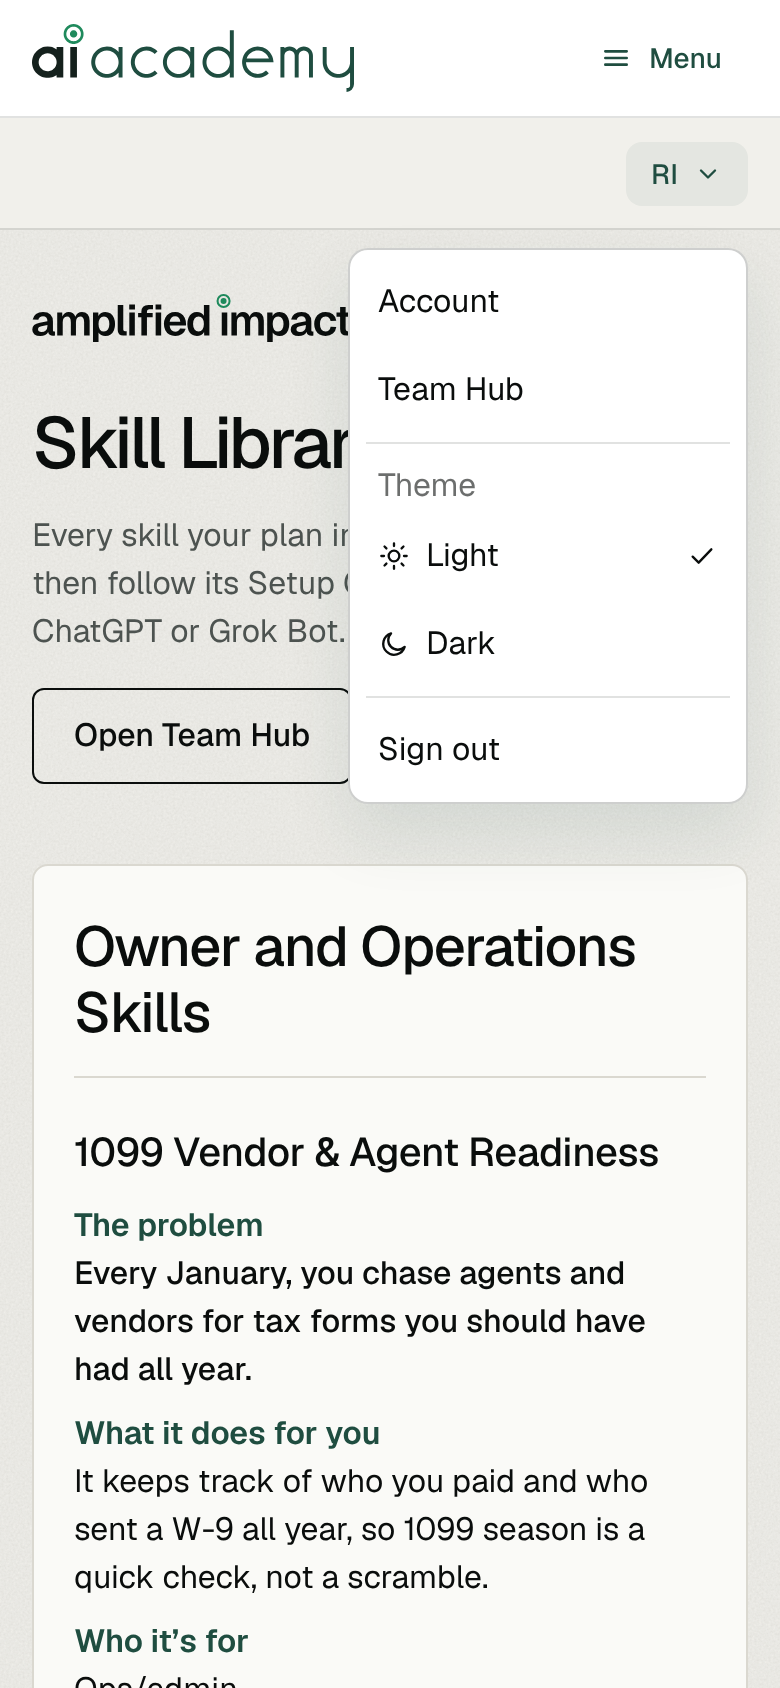 ai academy
Menu
RI
Account
Team Hub
Theme
Light
Dark
Sign out
amplified impact
Skill
Every skill your plan
then follow its Setup
ChatGPT or Grok Bot.
Open Team Hub
Owner and Operations
Skills
1099 Vendor & Agent Readiness
The problem
Every January, you chase agents and
vendors for tax forms you should have
had all year.
What it does for you
It keeps track of who you paid and who
sent a W-9 all year, so 1099 season is a
quick check, not a scramble.
Who it’s for
Ops/admin